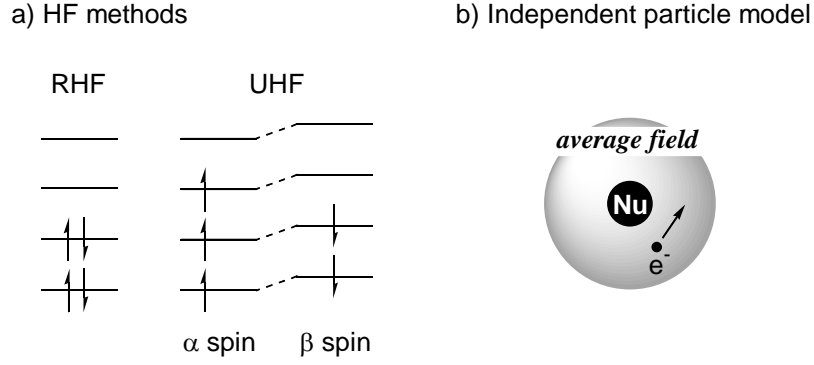 a) HF methods
b) Independent particle model
RHF
UHF
average field
Nu
e-
α spin
β spin